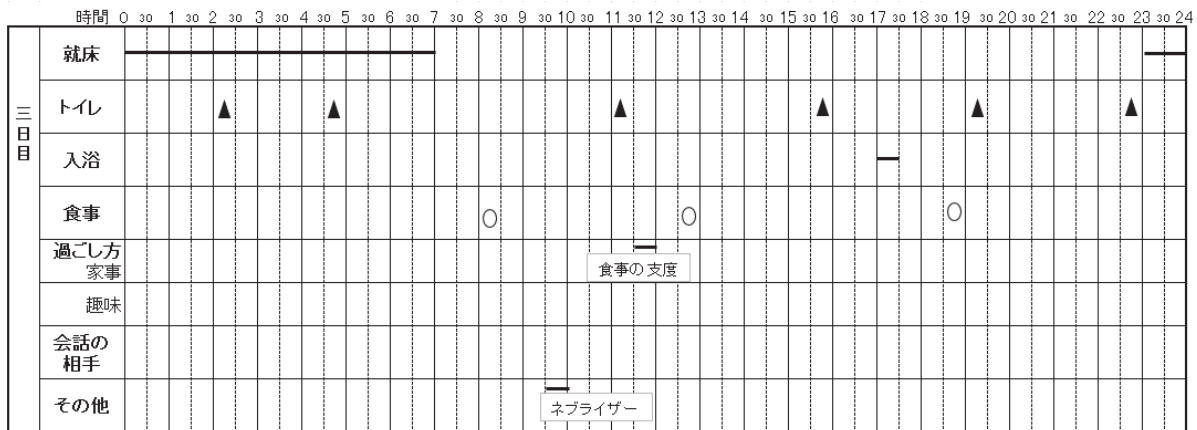 時間 0 30 1 30 2 30 3 30 4 30 5 30 6 30 7 30 8 30 9 30 10 30 11 30 12 30 13 30 14 30 15 30 16 30 17 30 18 30 19 30 20 30 21 30 22 30 23 30 24
三日目
就床
トイレ
入浴
食事
過ごし方
家事
食事の支度
趣味
会話の
相手
その他
ネブライザー